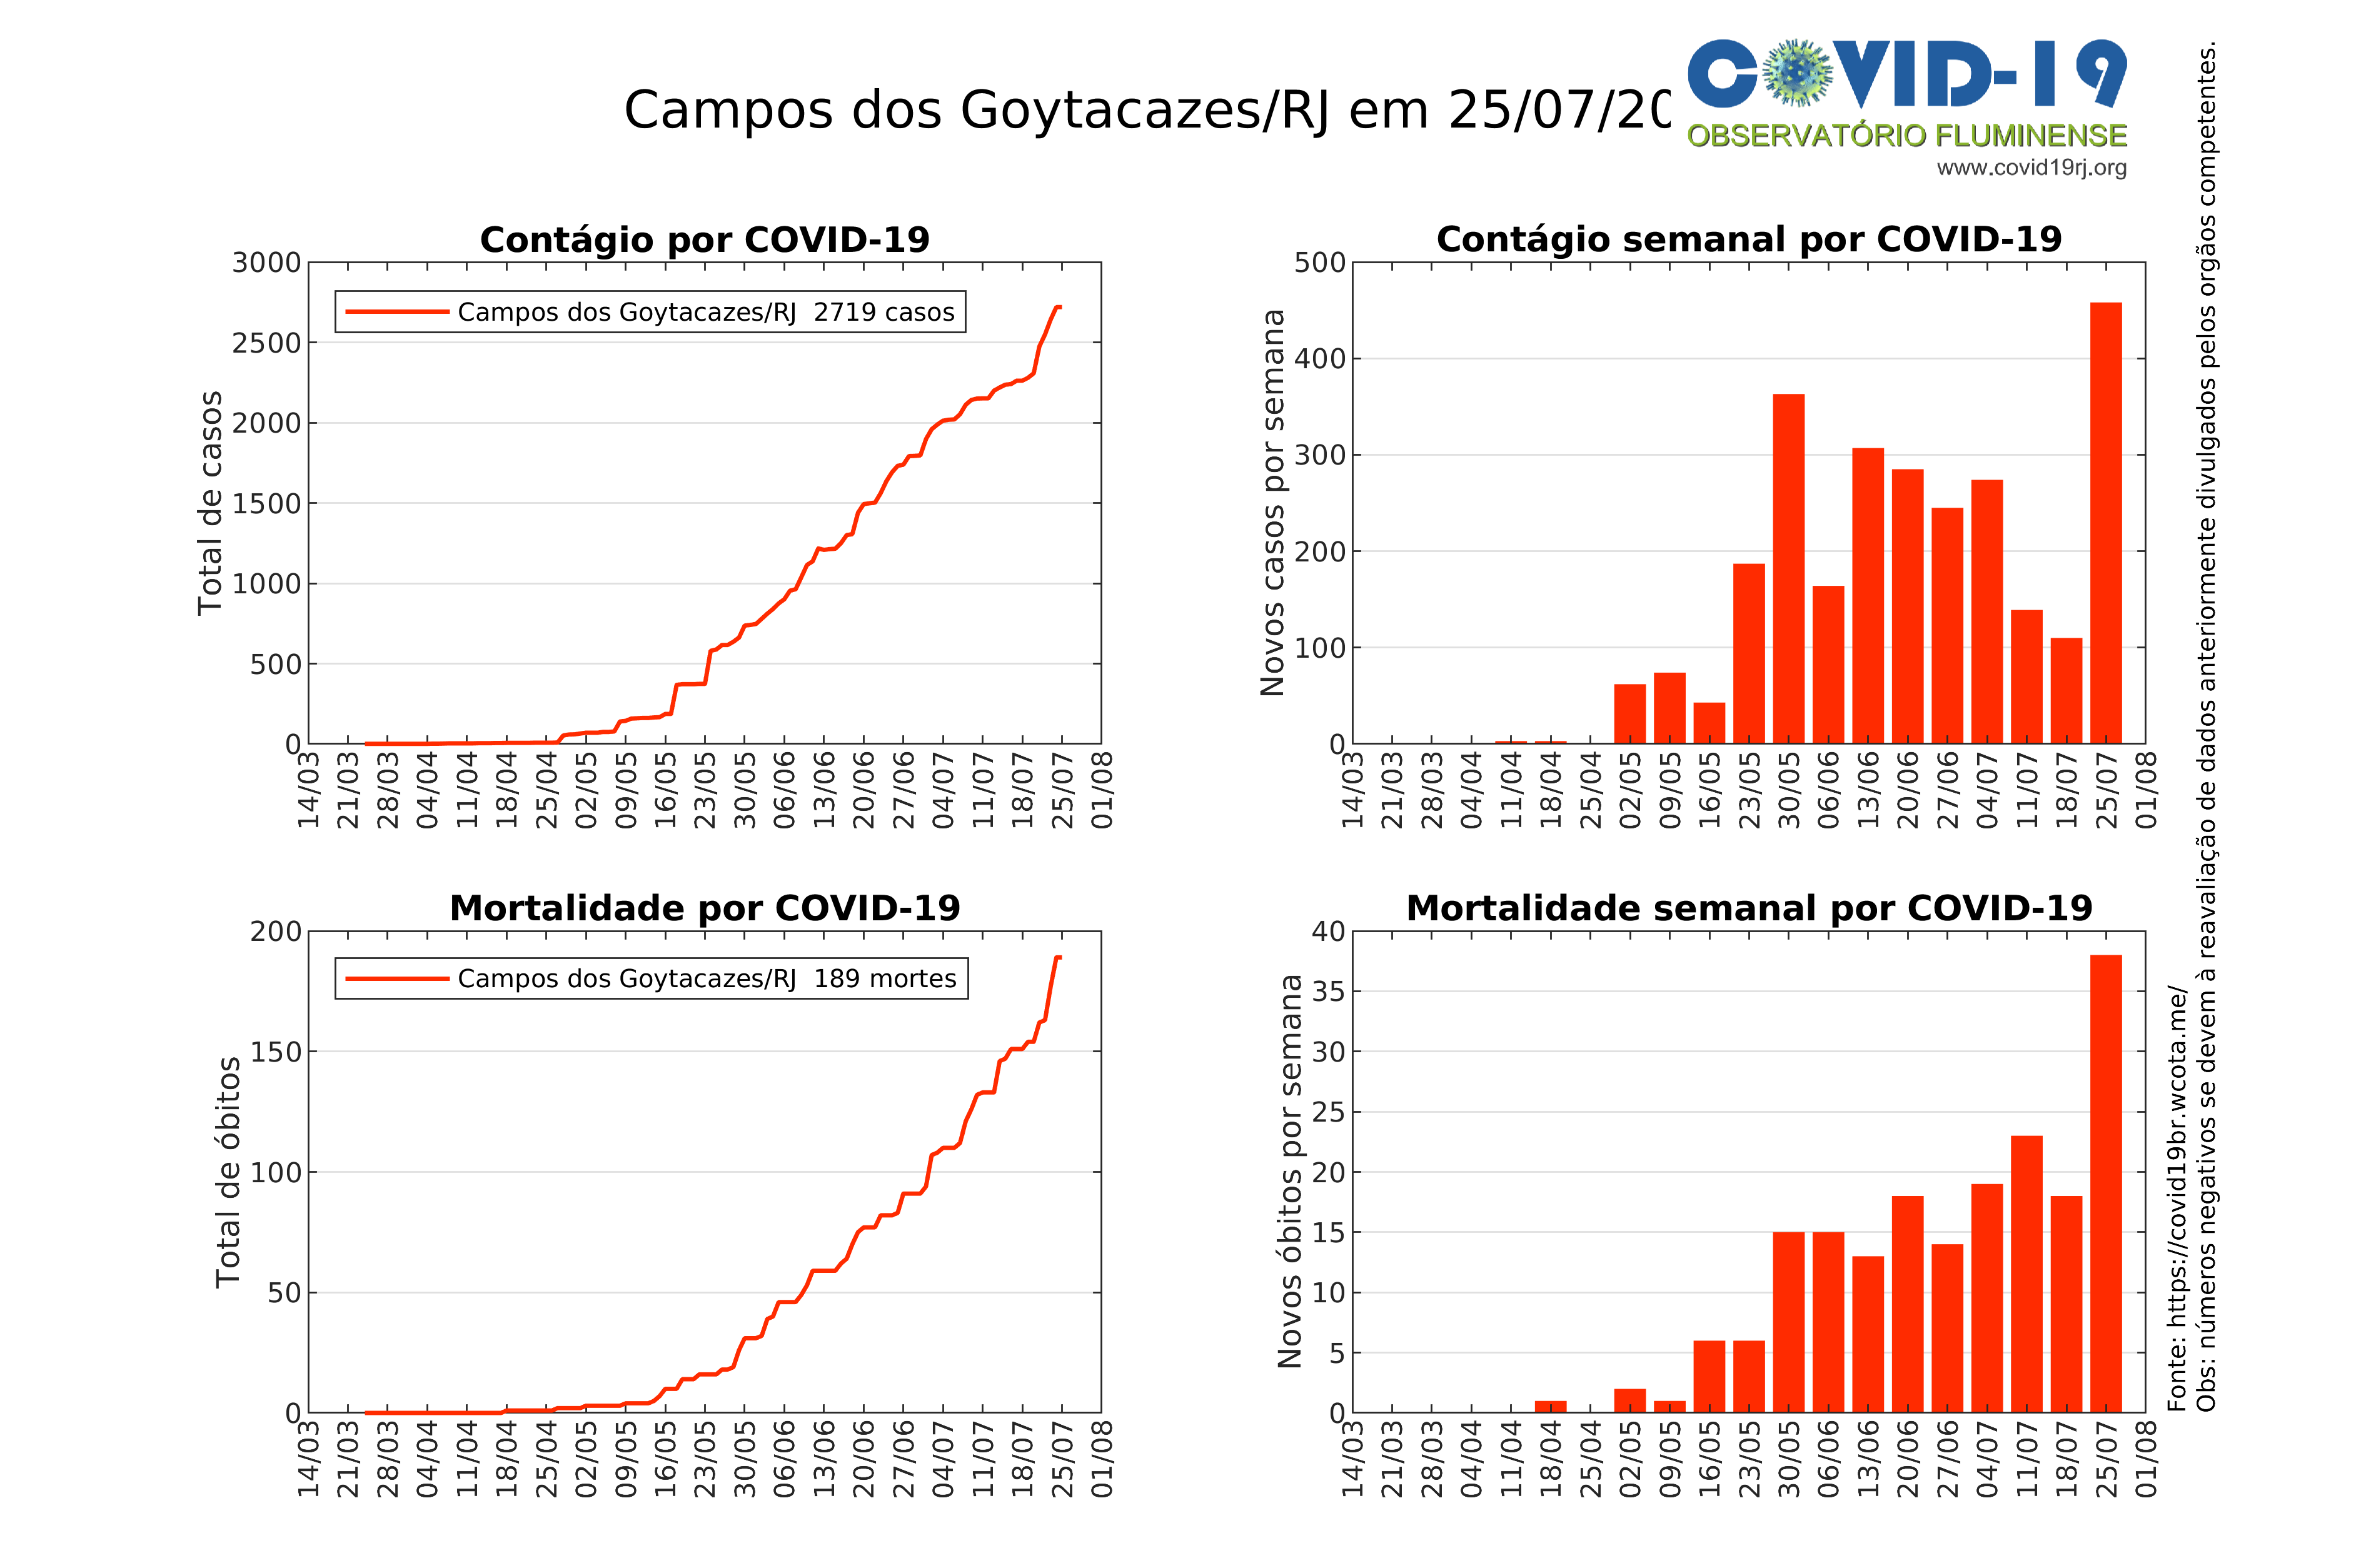 Campos dos Goytacazes/RJ em 25/07/20
COVID-19
OBSERVATÓRIO FLUMINENSE
www.covid19rj.org
Contágio por COVID-19
Campos dos Goytacazes/RJ 2719 casos
Total de casos
3000
2500
2000
1500
1000
500
0
14/03 21/03 28/03 04/04 11/04 18/04 25/04 02/05 09/05 16/05 23/05 30/05 06/06 13/06 20/06 27/06 04/07 11/07 18/07 25/07 01/08
Contágio semanal por COVID-19
Novos casos por semana
500
400
300
200
100
0
14/03 21/03 28/03 04/04 11/04 18/04 25/04 02/05 09/05 16/05 23/05 30/05 06/06 13/06 20/06 27/06 04/07 11/07 18/07 25/07 01/08
Mortalidade por COVID-19
Campos dos Goytacazes/RJ 189 mortes
Total de óbitos
200
150
100
50
0
14/03 21/03 28/03 04/04 11/04 18/04 25/04 02/05 09/05 16/05 23/05 30/05 06/06 13/06 20/06 27/06 04/07 11/07 18/07 25/07 01/08
Mortalidade semanal por COVID-19
Novos óbitos por semana
40
35
30
25
20
15
10
5
0
14/03 21/03 28/03 04/04 11/04 18/04 25/04 02/05 09/05 16/05 23/05 30/05 06/06 13/06 20/06 27/06 04/07 11/07 18/07 25/07 01/08
Fonte: https://covid19br.wcota.me/
Obs: números negativos se devem à reavaliação de dados anteriormente divulgados pelos orgãos competentes.